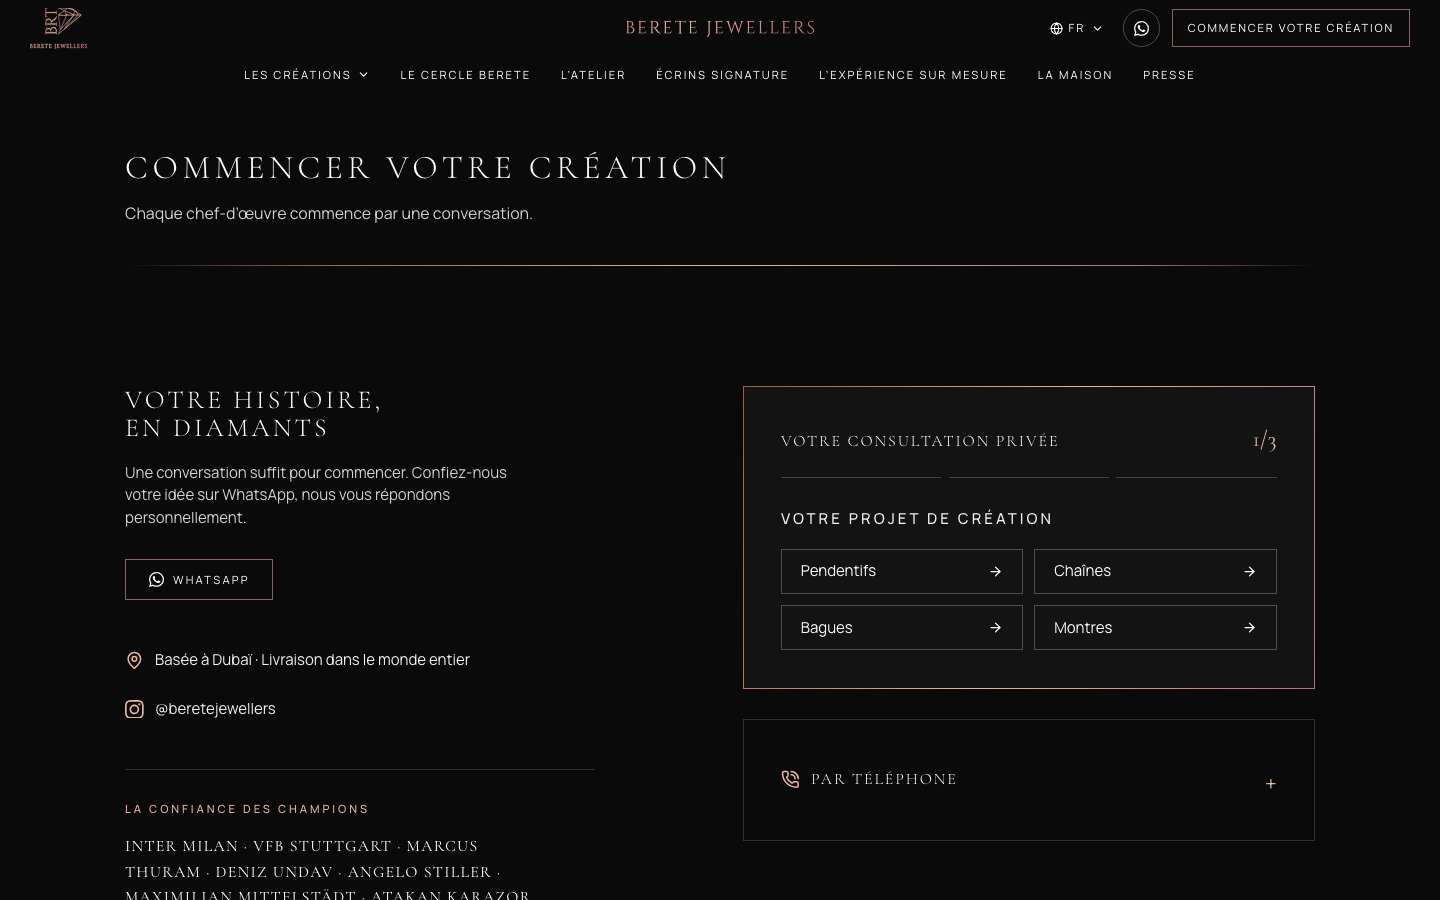 BRT
BERETE JEWELLERS
BERETE JEWELLERS
FR
COMMENCER VOTRE CRÉATION
LES CRÉATIONS
LE CERCLE BERETE
L'ATELIER
ÉCRINS SIGNATURE
L'EXPÉRIENCE SUR MESURE
LA MAISON
PRESSE
COMMENCER VOTRE CRÉATION
Chaque chef-d'œuvre commence par une conversation.
VOTRE HISTOIRE,
EN DIAMANTS
Une conversation suffit pour commencer. Confiez-nous
votre idée sur WhatsApp, nous vous répondons
personnellement.
WHATSAPP
Basée à Dubaï · Livraison dans le monde entier
@beretejewellers
LA CONFIANCE DES CHAMPIONS
INTER MILAN · VFB STUTTGART · MARCUS
THURAM · DENIZ UNDAV · ANGELO STILLER ·
MAXIMILIAN MITTELSTÄDT · ATAKAN KARAZOR
VOTRE CONSULTATION PRIVÉE
1/3
VOTRE PROJET DE CRÉATION
Pendentifs
Chaînes
Bagues
Montres
PAR TÉLÉPHONE
+